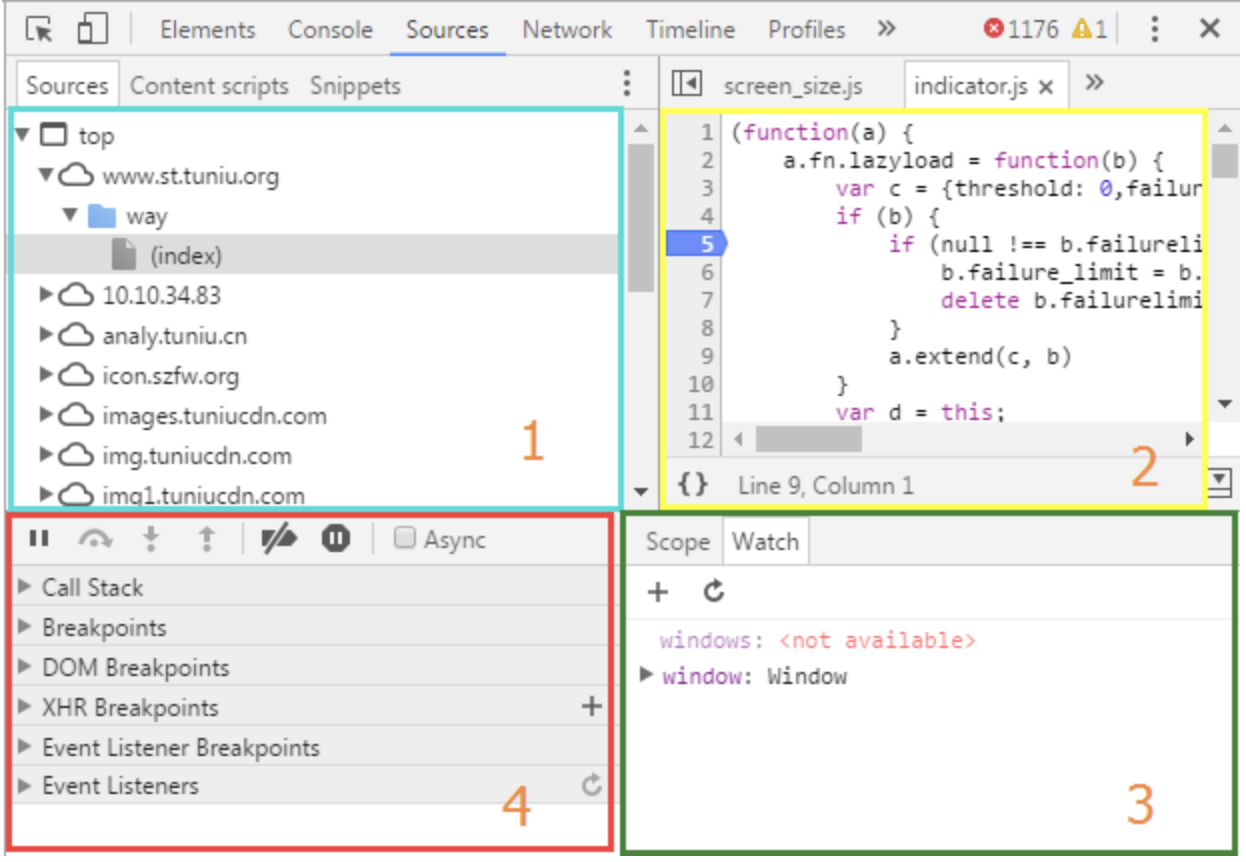 Elements Console Sources Network Timeline Profiles » 1176 1
Sources Content scripts Snippets
top
www.st.tuniu.org
way
(index)
10.10.34.83
analy.tuniu.cn
icon.szfw.org
images.tuniucdn.com
img.tuniucdn.com
img1.tuniucdn.com
1
screen_size.js indicator.js × »
1 (function(a) {
2 a.fn.lazyload = function(b) {
3 var c = {threshold: 0,failur
4 if (b) {
5 if (null !== b.failureli
6 b.failure_limit = b.
7 delete b.failurelimi
8 }
9 a.extend(c, b)
10 }
11 var d = this;
12
{} Line 9, Column 1
2
Async
Call Stack
Breakpoints
DOM Breakpoints
XHR Breakpoints +
Event Listener Breakpoints
Event Listeners
4
Scope Watch
+
windows: <not available>
window: Window
3